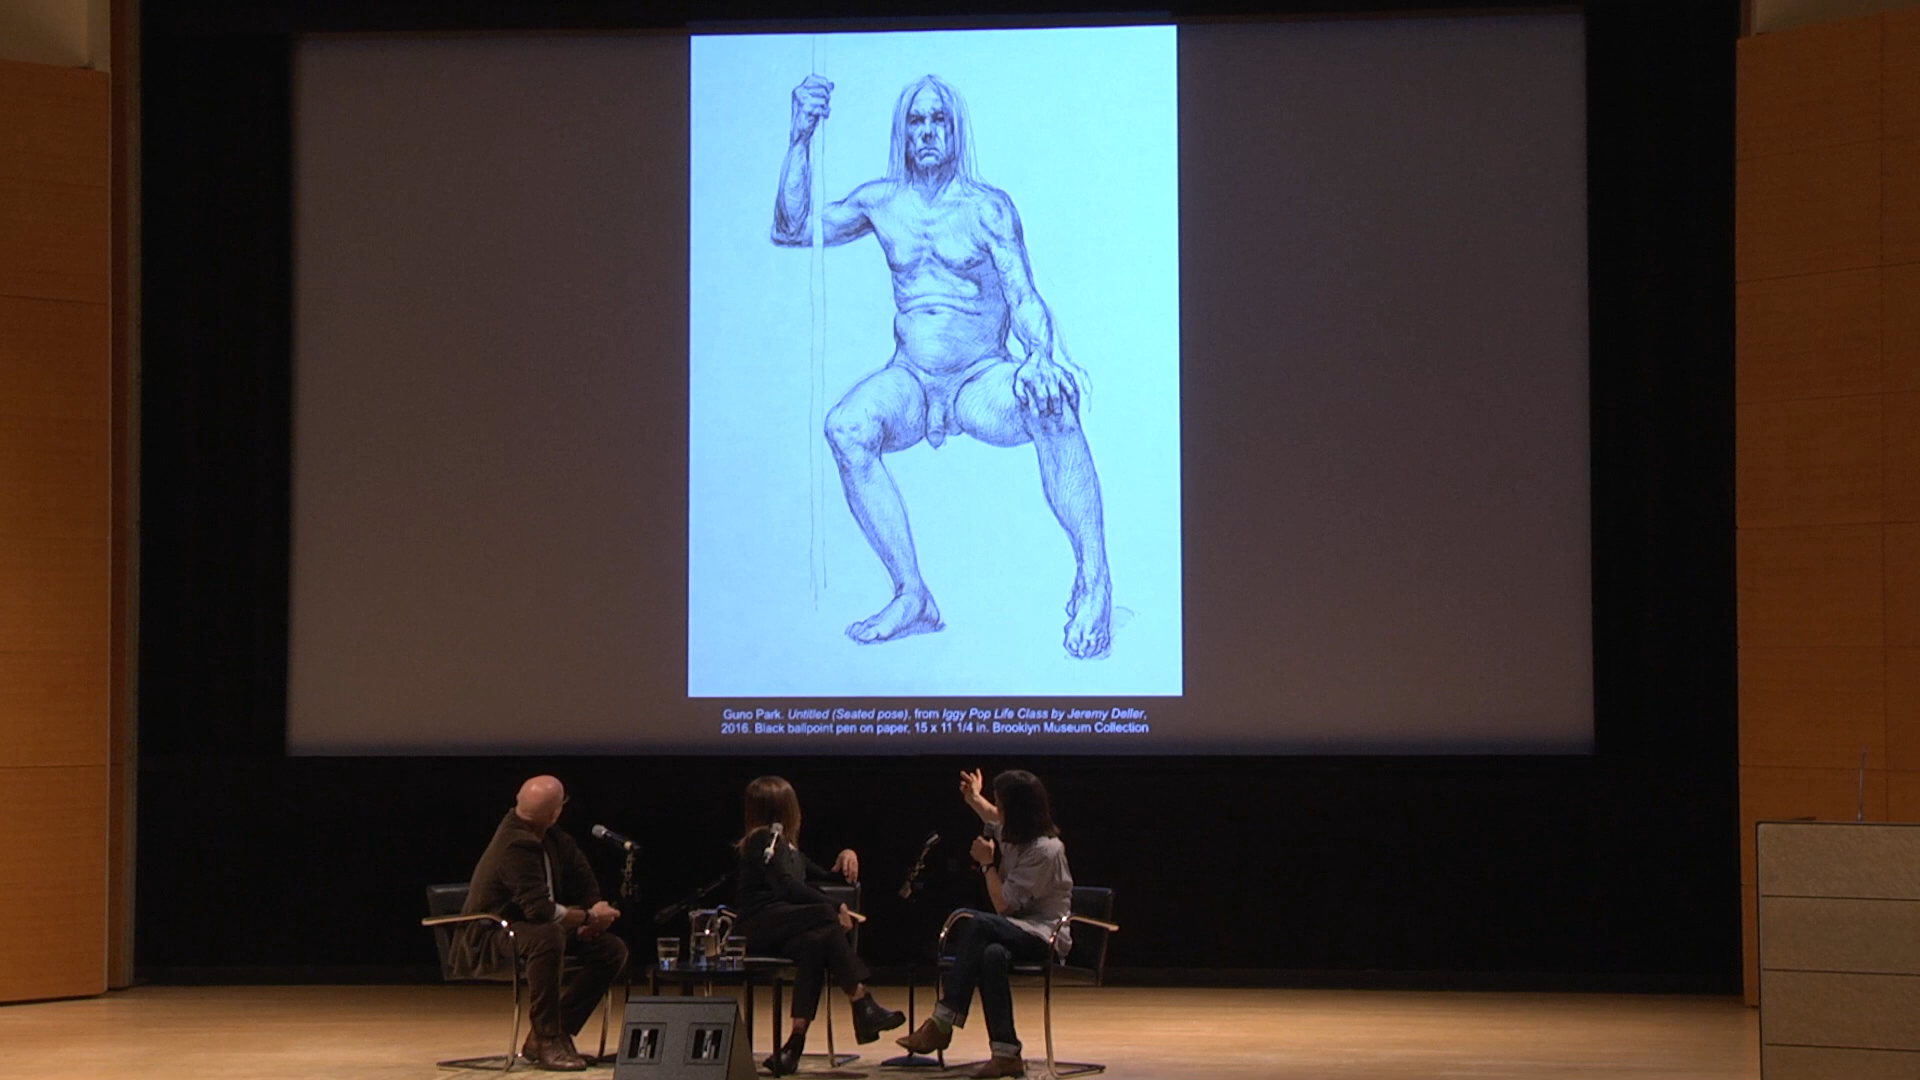 Guno Park. Untitled (Seated pose), from Iggy Pop Life Class by Jeremy Deller,
2016. Black ballpoint pen on paper, 15 x 11 1/4 in. Brooklyn Museum Collection